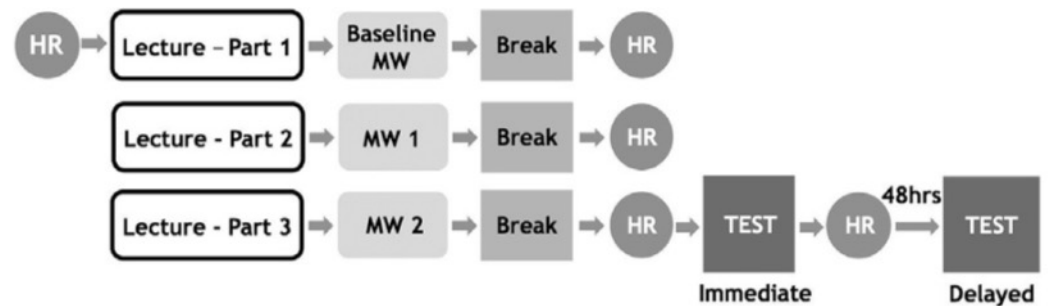 HR
Lecture – Part 1
Baseline
MW
Break
HR
Lecture - Part 2
MW 1
Break
HR
Lecture - Part 3
MW 2
Break
HR
TEST
Immediate
HR
48hrs
TEST
Delayed